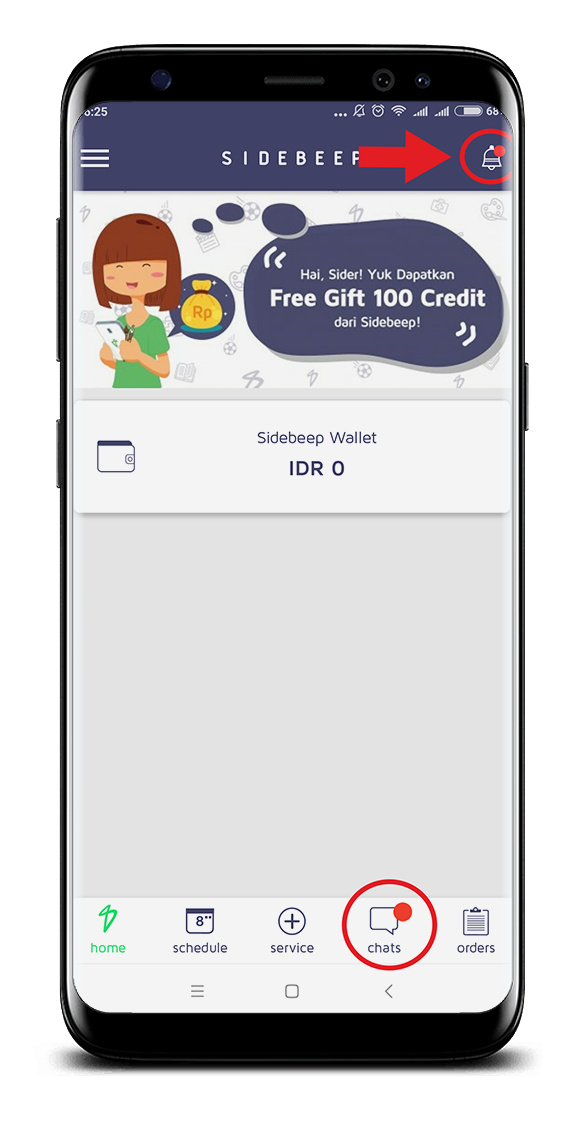 6:25
68
SIDEBEEP
Hai, Sider! Yuk Dapatkan
Free Gift 100 Credit
dari Sidebeep!
Rp
Sidebeep Wallet
IDR 0
8
home
schedule
service
chats
orders